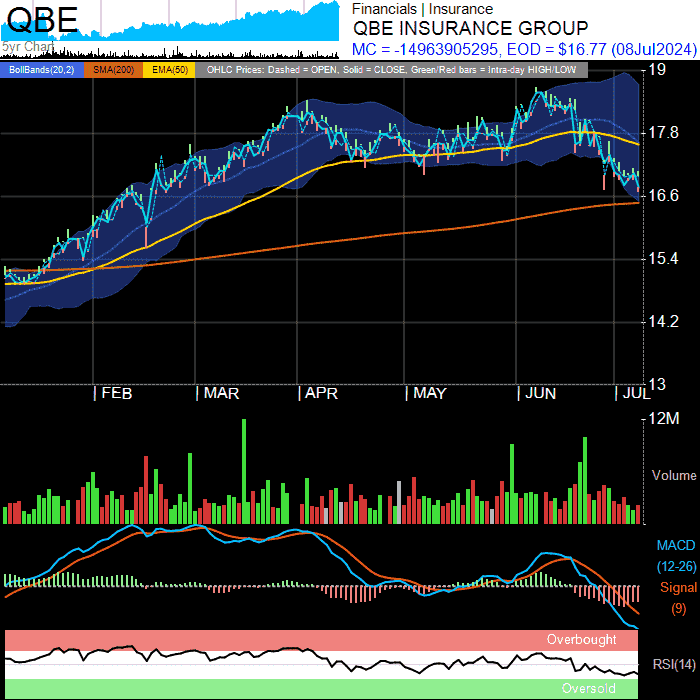 QBE
5yr Chart
Financials | Insurance
QBE INSURANCE GROUP
MC = -14963905295, EOD = $16.77 (08Jul2024)
BollBands(20,2) SMA(200) EMA(50) OHLC Prices: Dashed = OPEN, Solid = CLOSE, Green/Red bars = Intra-day HIGH/LOW
19
17.8
16.6
15.4
14.2
13
| FEB | MAR | APR | MAY | JUN | JUL
12M
Volume
MACD
(12-26)
Signal
(9)
Overbought
RSI(14)
Oversold